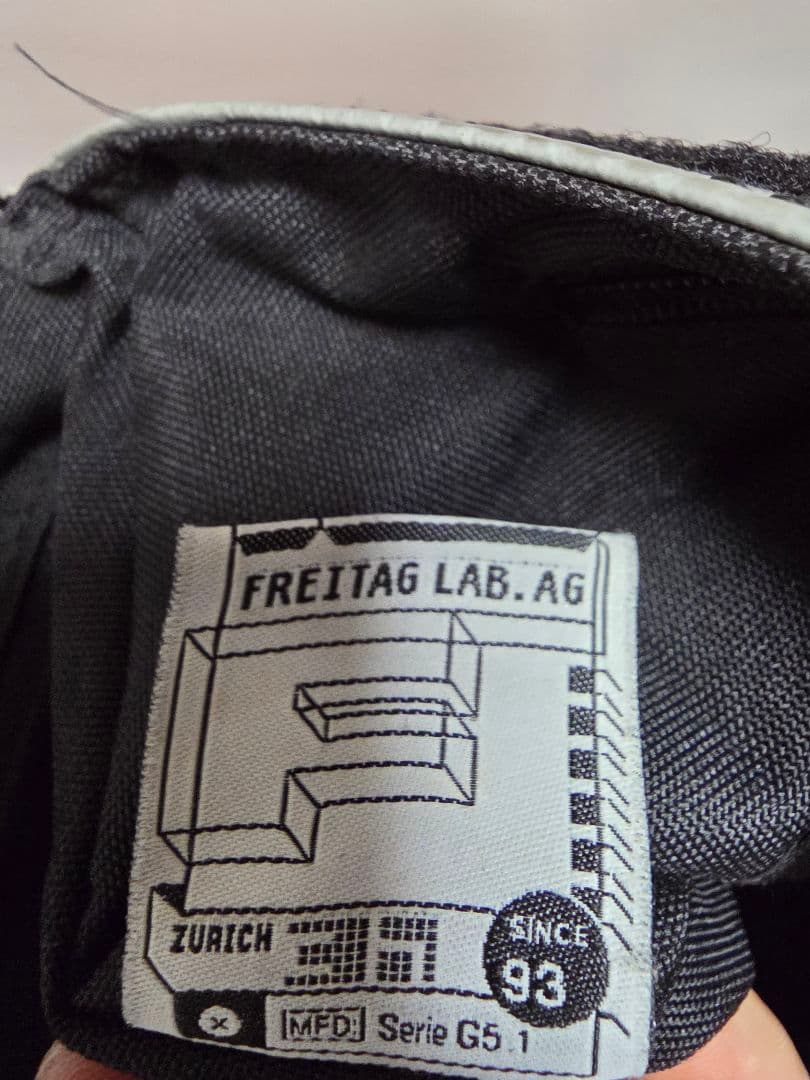 FREITAG LAB.AG
ZURICH
SINCE
93
[MFD:] Serie G5.1